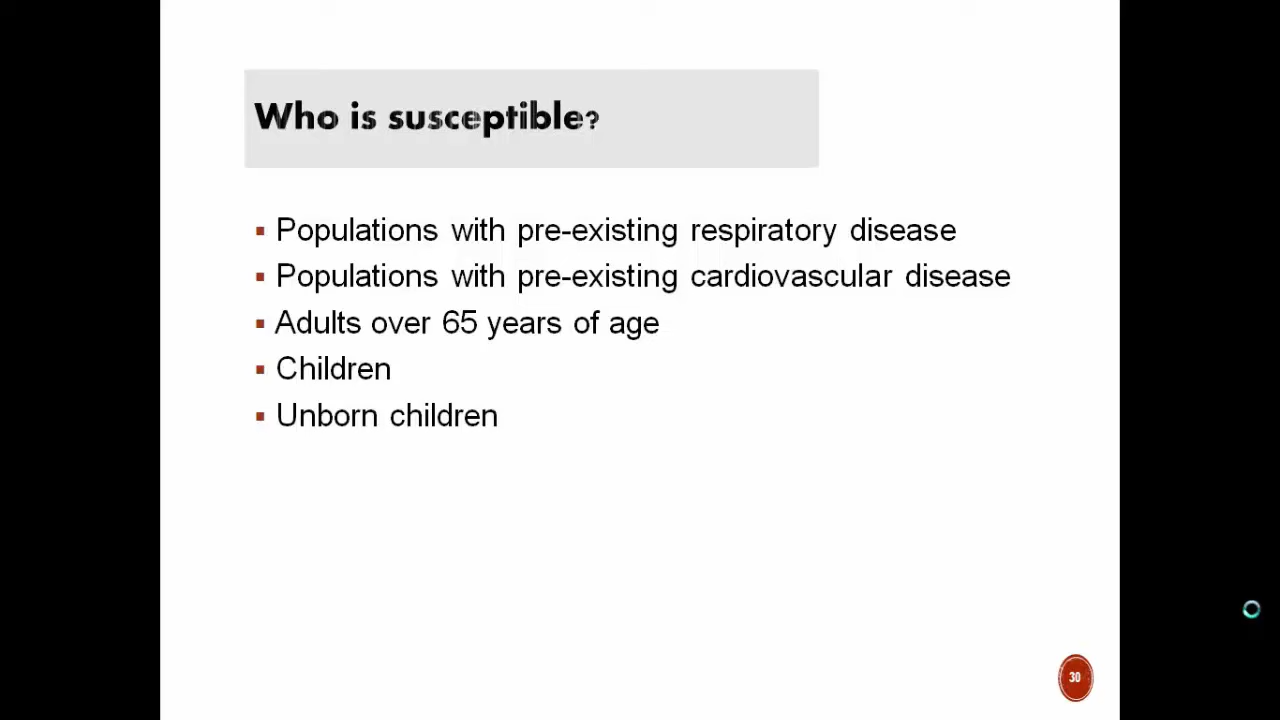 Who is susceptible?
▪ Populations with pre-existing respiratory disease
▪ Populations with pre-existing cardiovascular disease
▪ Adults over 65 years of age
▪ Children
▪ Unborn children
30